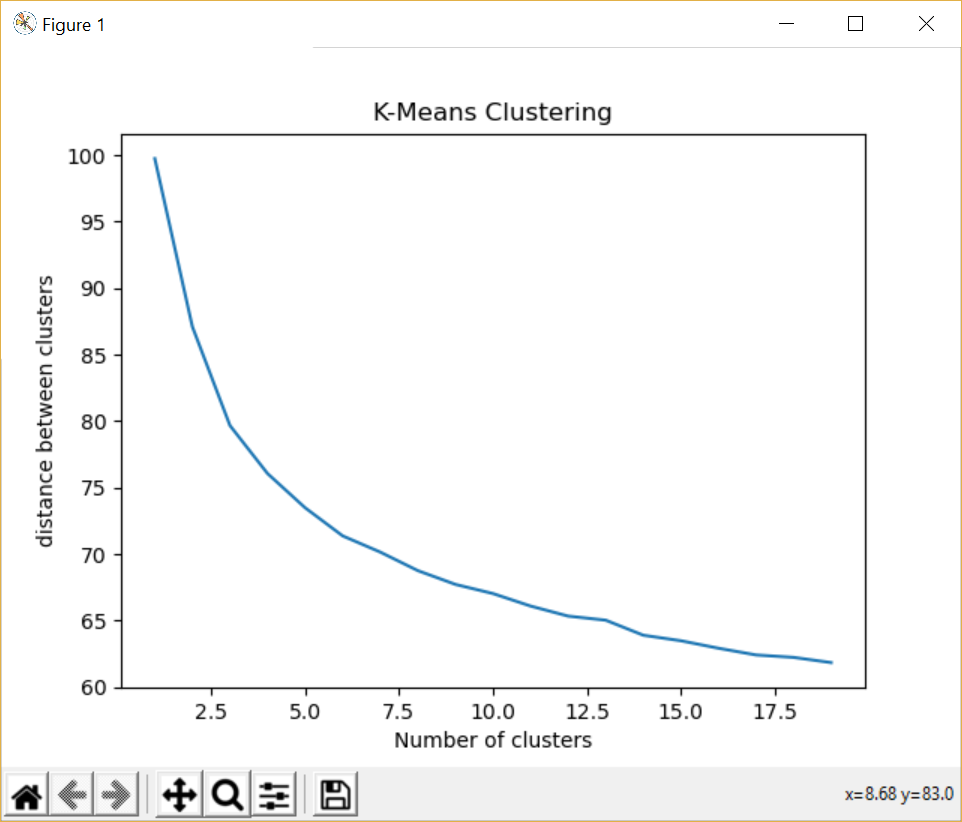 Figure 1
K-Means Clustering
100
95
90
85
80
75
70
65
60
distance between clusters
2.5 5.0 7.5 10.0 12.5 15.0 17.5
Number of clusters
x=8.68 y=83.0